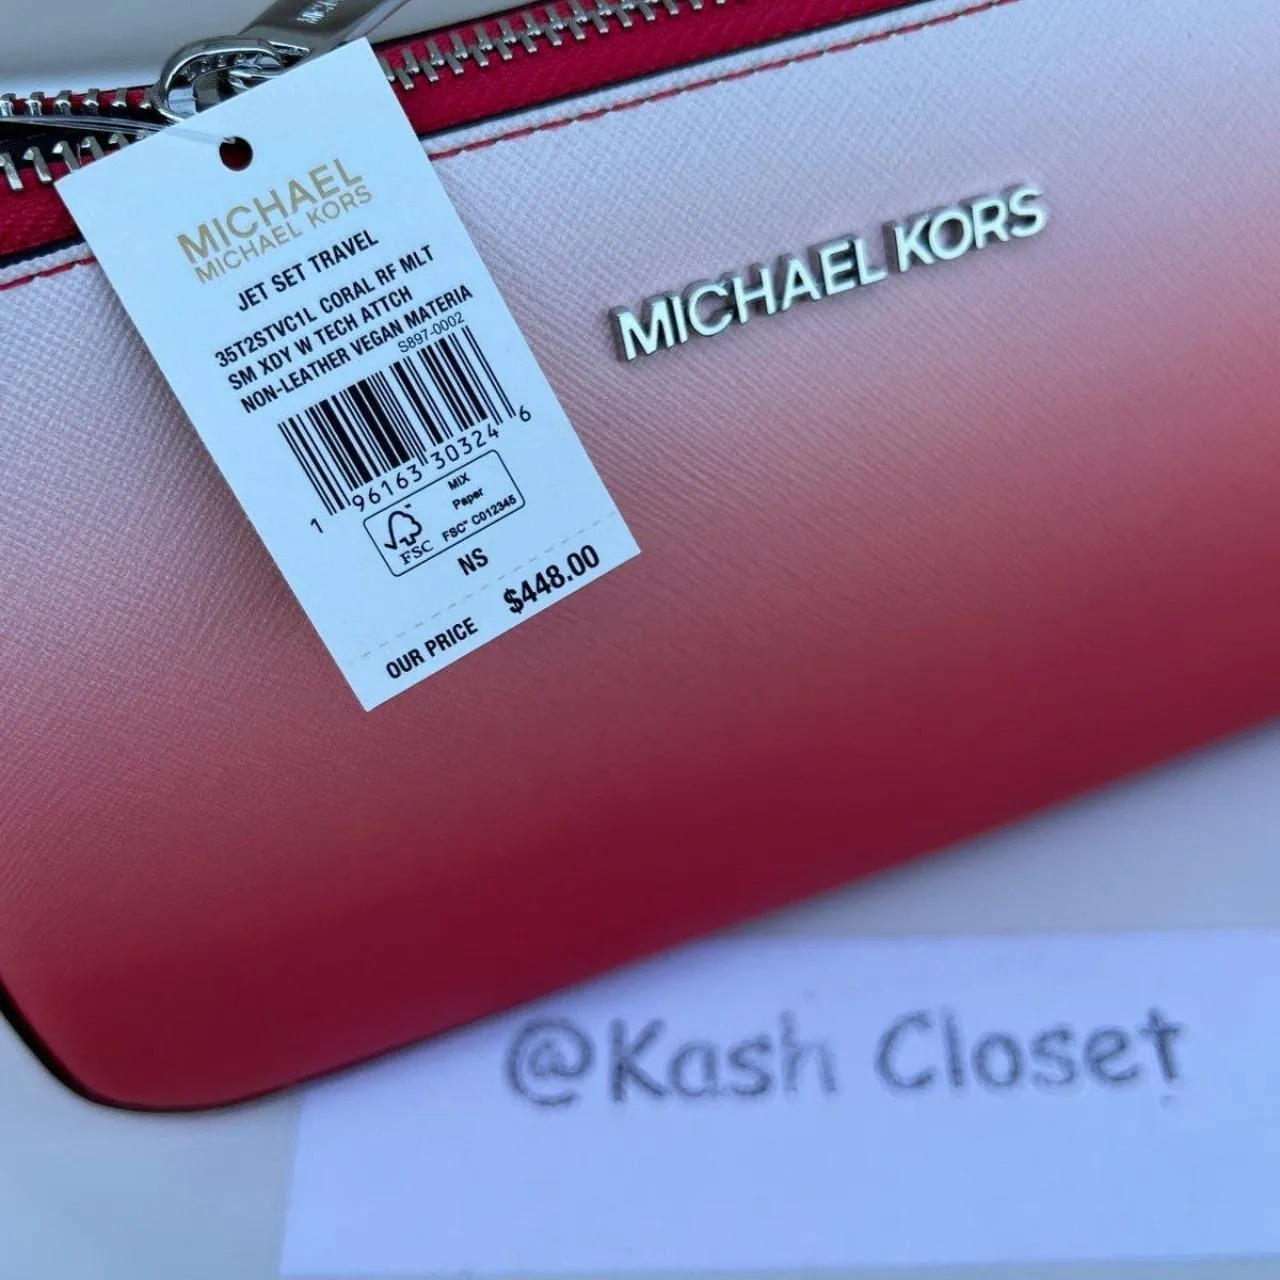 MICHAEL
MICHAEL KORS
JET SET TRAVEL
35T2STVC1L CORAL RF MLT
SM XDY W TECH ATTCH
NON-LEATHER VEGAN MATERIA
S897-0002
1 96163 30324 6
FSC
MIX
Paper
FSC™ C012345
NS
OUR PRICE $448.00
MICHAEL KORS
@Kash Closet